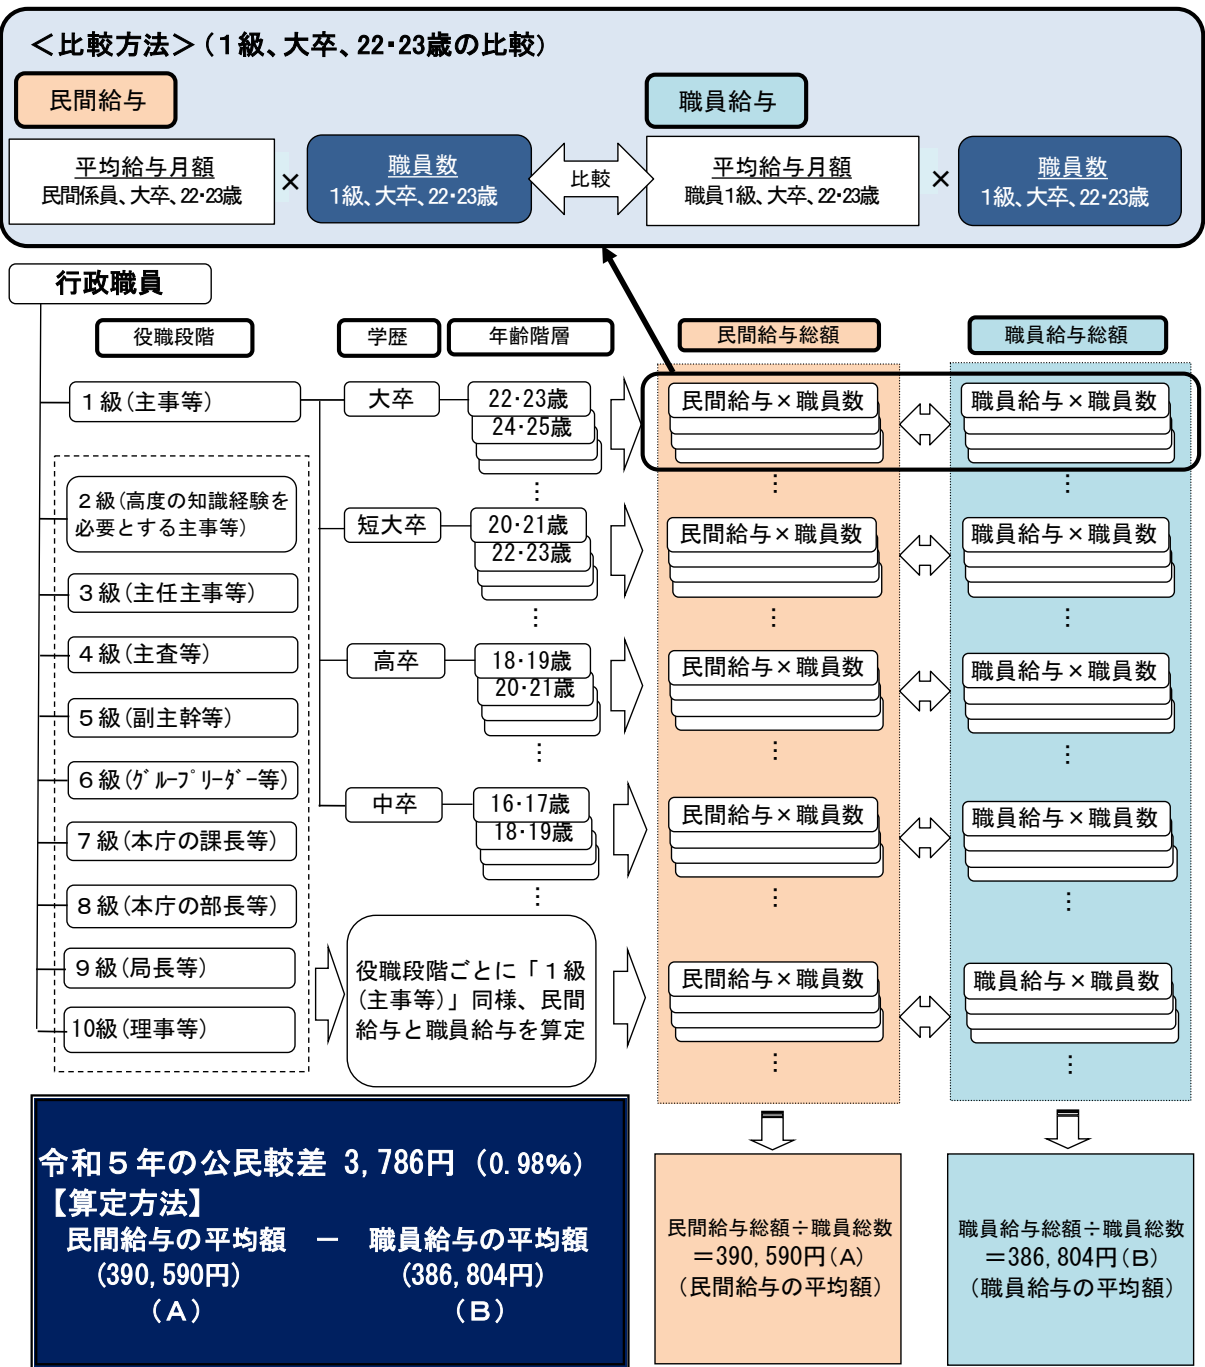 ＜比較方法＞（１級、大卒、22・23歳の比較）
民間給与
職員給与
平均給与月額
民間係員、大卒、22・23歳
×
職員数
1級、大卒、22・23歳
比較
平均給与月額
職員1級、大卒、22・23歳
×
職員数
1級、大卒、22・23歳
行政職員
役職段階
学歴
年齢階層
民間給与総額
職員給与総額
１級（主事等）
大卒
22・23歳
24・25歳
⋮
民間給与×職員数
⋮
職員給与×職員数
⋮
２級（高度の知識経験を
必要とする主事等）
短大卒
20・21歳
22・23歳
⋮
民間給与×職員数
⋮
職員給与×職員数
⋮
３級（主任主事等）
４級（主査等）
高卒
18・19歳
20・21歳
⋮
民間給与×職員数
⋮
職員給与×職員数
⋮
５級（副主幹等）
６級（ｸﾞﾙｰﾌﾟﾘｰﾀﾞｰ等）
中卒
16・17歳
18・19歳
⋮
民間給与×職員数
⋮
職員給与×職員数
⋮
７級（本庁の課長等）
８級（本庁の部長等）
９級（局長等）
10級（理事等）
役職段階ごとに「１級
（主事等）」同様、民間
給与と職員給与を算定
民間給与×職員数
⋮
職員給与×職員数
⋮
令和５年の公民較差 3,786円（0.98%）
【算定方法】
民間給与の平均額 － 職員給与の平均額
(390,590円) (386,804円)
（Ａ） （Ｂ）
民間給与総額÷職員総数
＝390,590円（Ａ）
（民間給与の平均額）
職員給与総額÷職員総数
＝386,804円（Ｂ）
（職員給与の平均額）